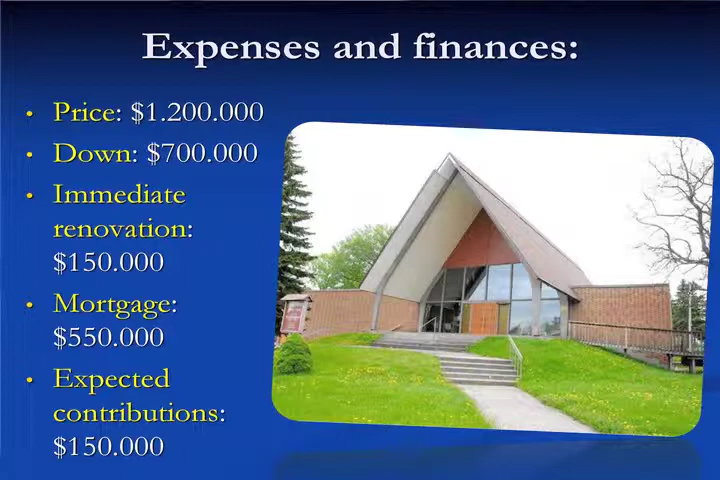 Expenses and finances:
• Price: $1.200.000
• Down: $700.000
• Immediate
renovation:
$150.000
• Mortgage:
$550.000
• Expected
contributions:
$150.000